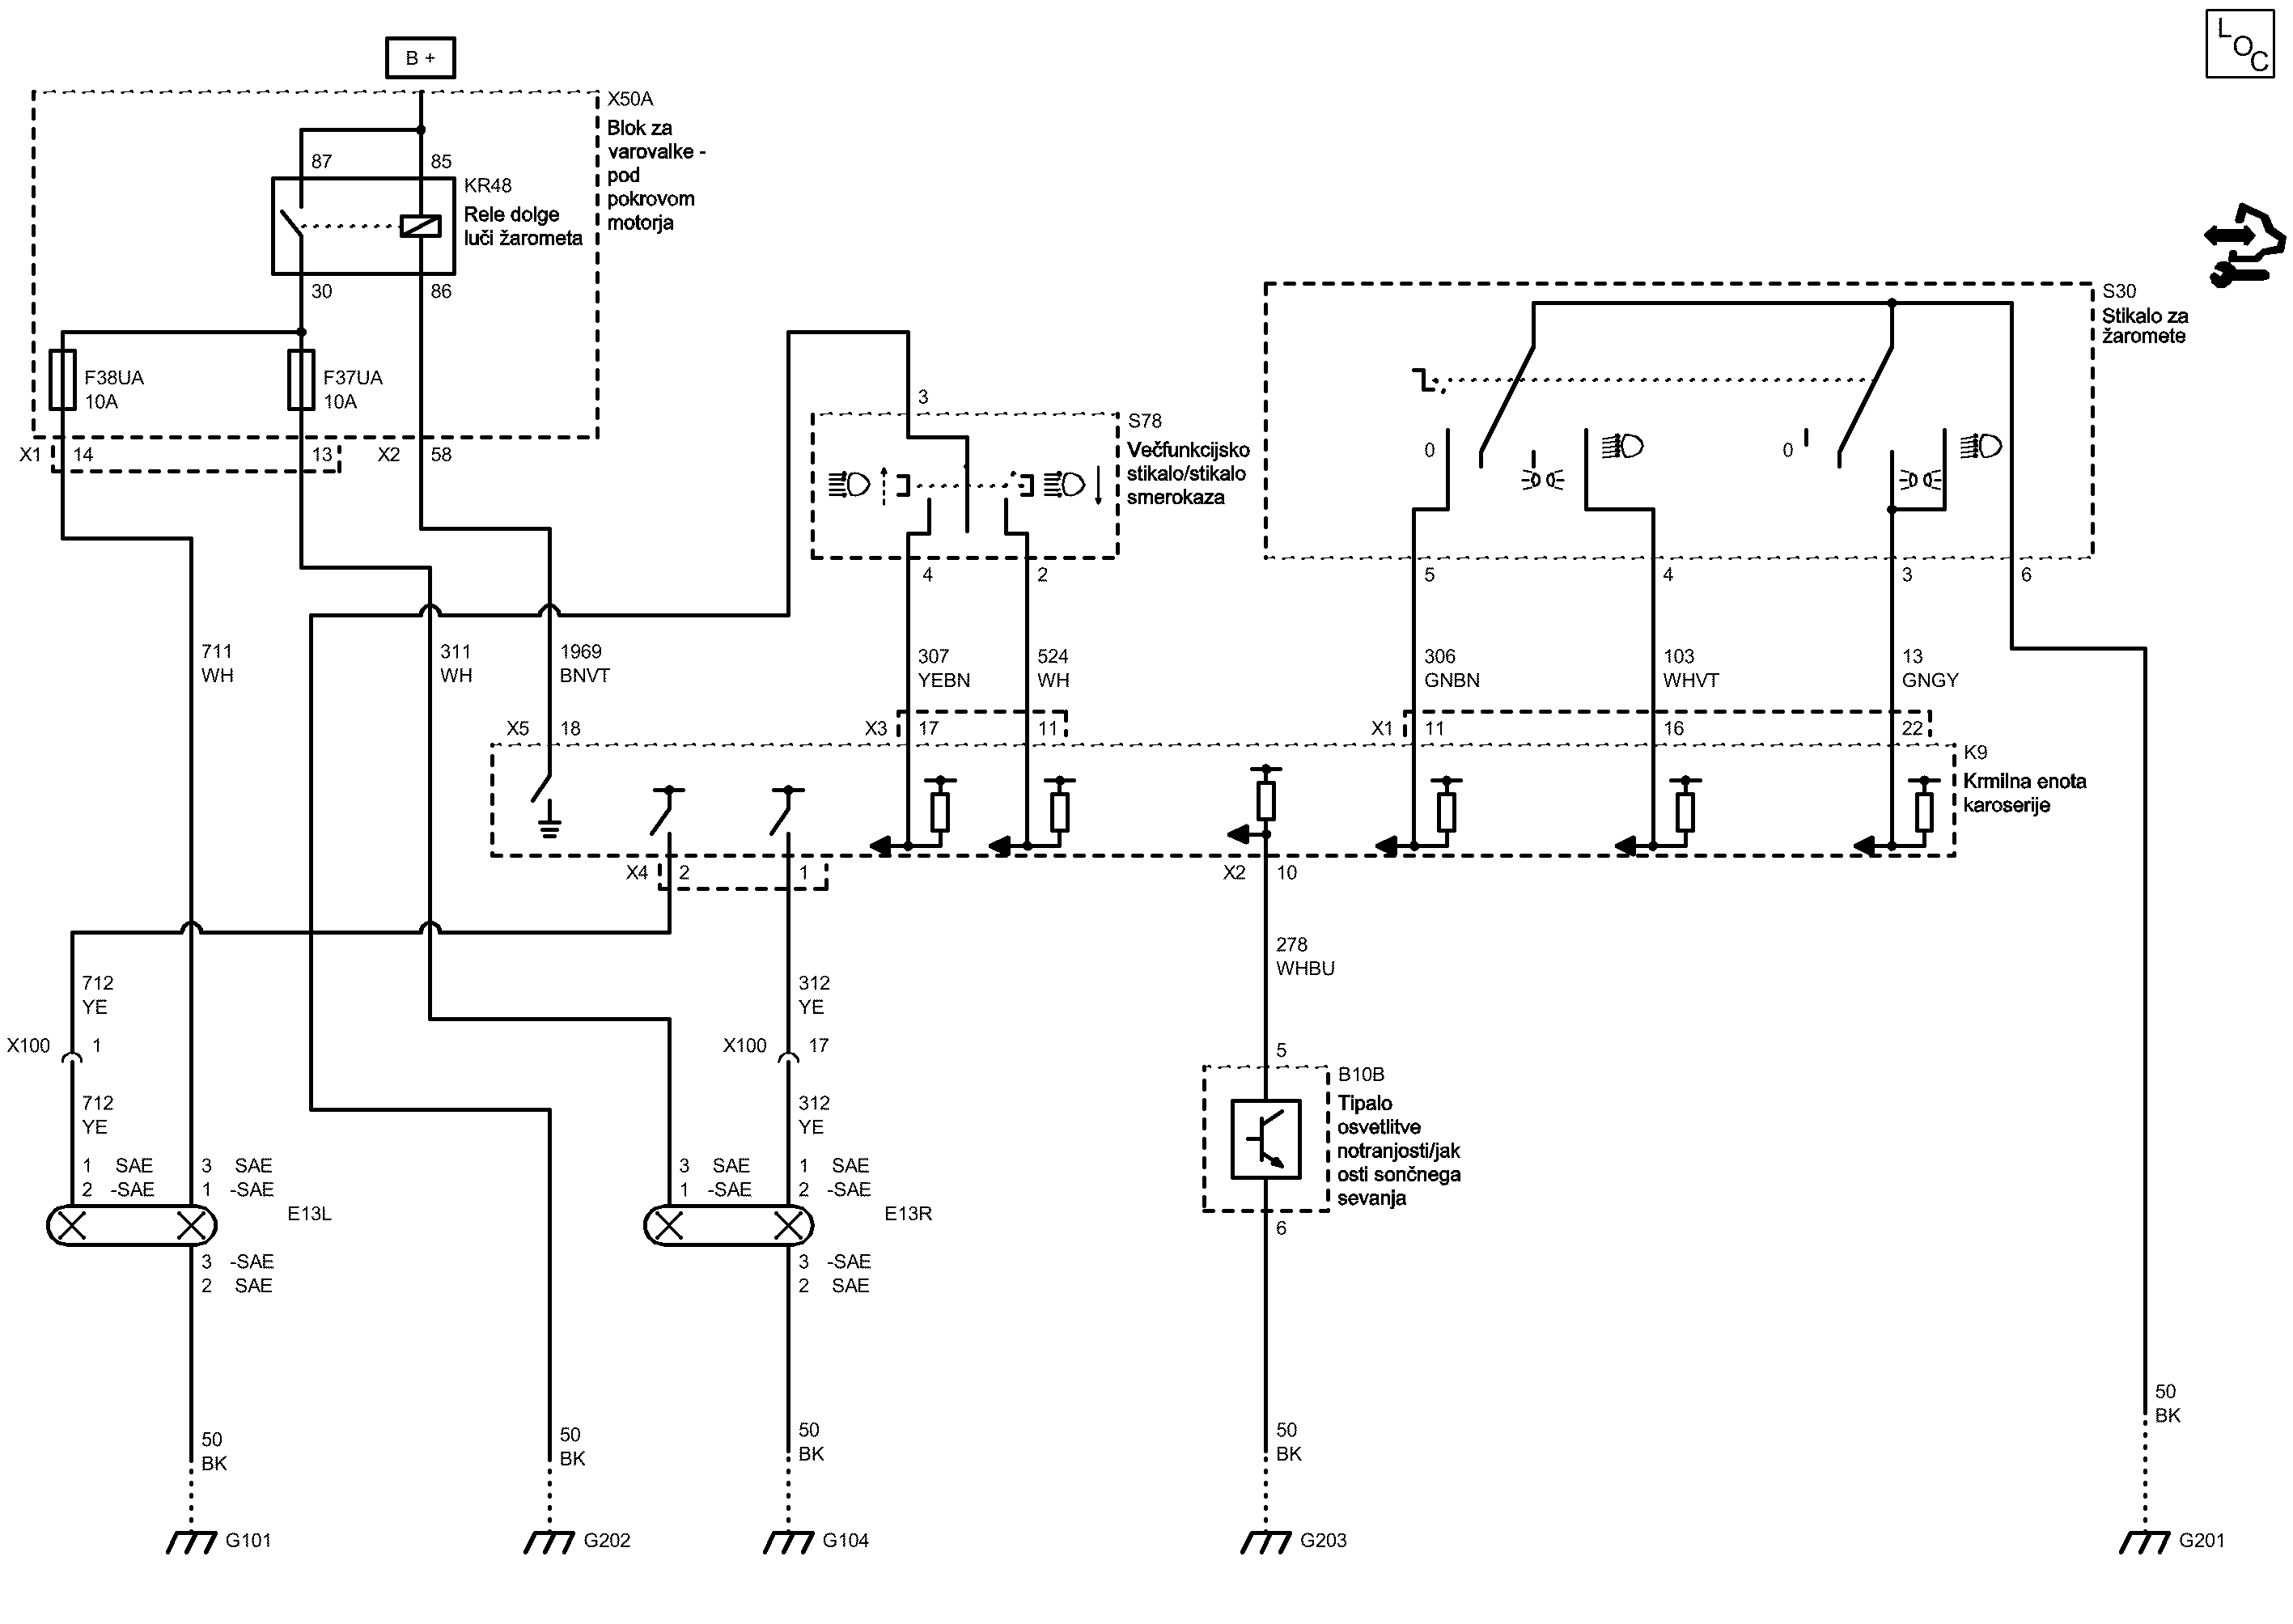 L
O
C
B +
X50A
Blok za
varovalke -
pod
pokrovom
motorja
87
85
KR48
Rele dolge
luči žarometa
30
86
F38UA
10A
F37UA
10A
X1
14
13
X2
58
S30
Stikalo za
žaromete
3
S78
Večfunkcijsko
stikalo/stikalo
smerokaza
0
0
4
2
5
4
3
6
711
WH
311
WH
1969
BNVT
307
YEBN
524
WH
306
GNBN
103
WHVT
13
GNGY
X5
18
X3
17
11
X1
11
16
22
K9
Krmilna enota
karoserije
X4
2
1
X2
10
278
WHBU
712
YE
312
YE
X100
1
X100
17
712
YE
312
YE
5
B10B
Tipalo
osvetlitve
notranjosti/jak
osti sončnega
sevanja
6
1 SAE
2 -SAE
3 SAE
1 -SAE
E13L
3 SAE
1 -SAE
1 SAE
2 -SAE
E13R
3 -SAE
2 SAE
3 -SAE
2 SAE
50
BK
50
BK
50
BK
50
BK
50
BK
G101
G202
G104
G203
G201